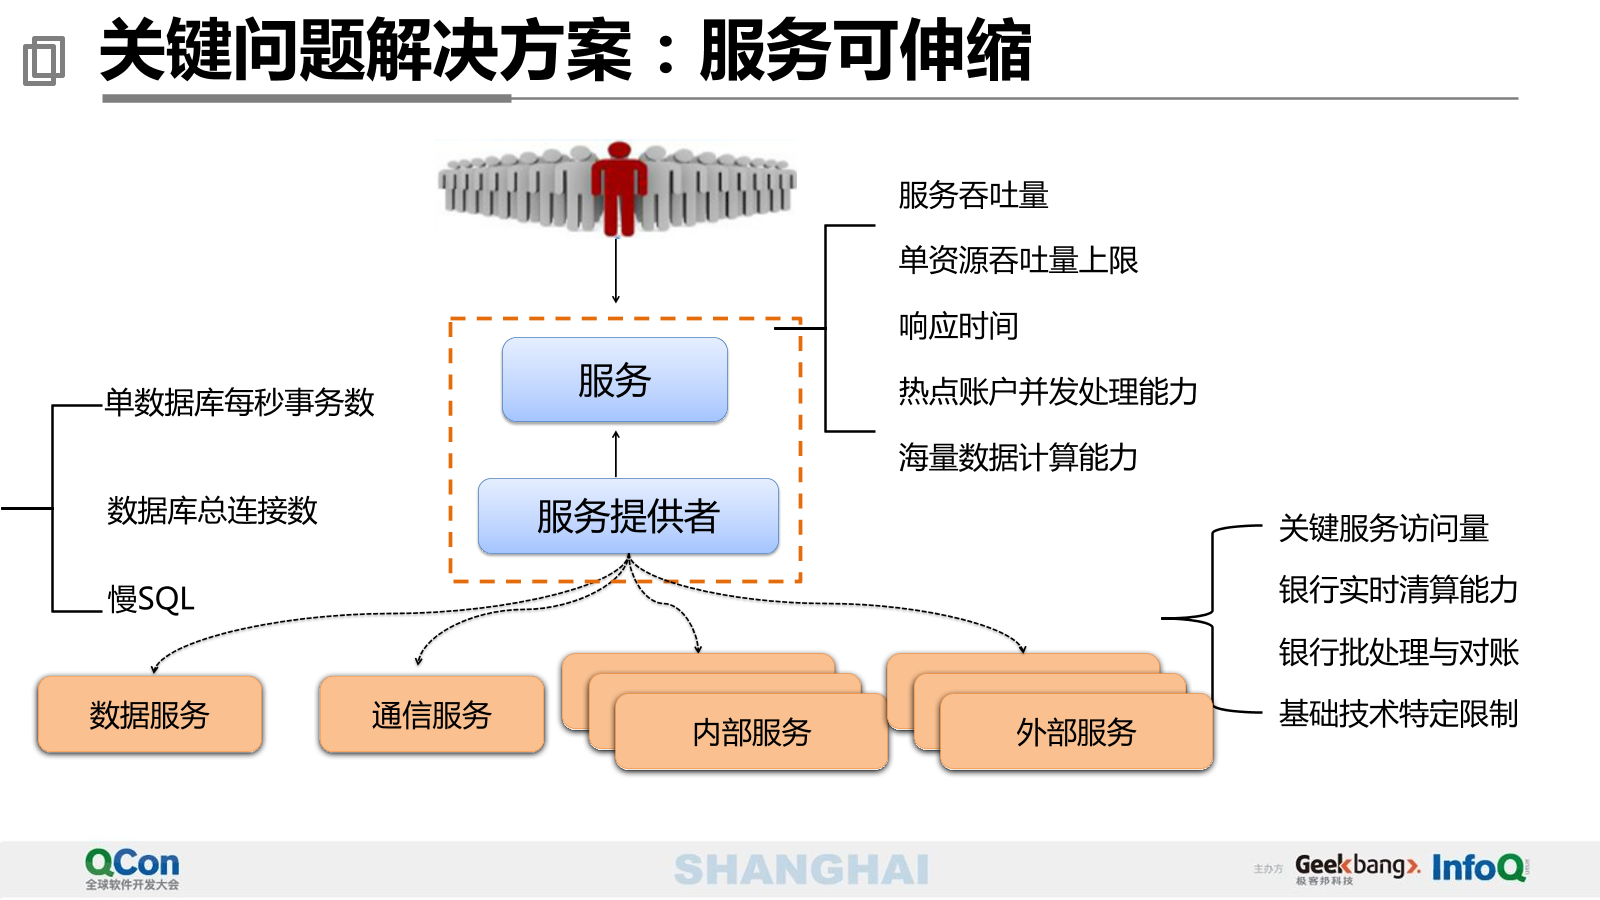 关键问题解决方案：服务可伸缩
服务吞吐量
单资源吞吐量上限
响应时间
热点账户并发处理能力
海量数据计算能力
服务
服务提供者
单数据库每秒事务数
数据库总连接数
慢SQL
关键服务访问量
银行实时清算能力
银行批处理与对账
基础技术特定限制
数据服务
通信服务
内部服务
外部服务
QCon
全球软件开发大会
SHANGHAI
主办方
Geekbang>.
极客邦科技
InfoQ